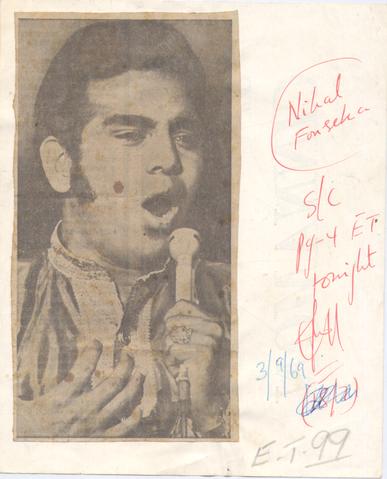 Nihal
Fonseka
S/C
Pg-4 E.T.
tonight
3/9/69
E-T-99